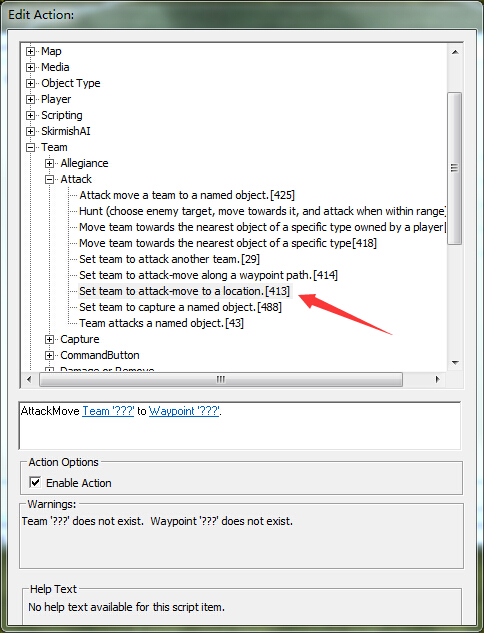 Edit Action:
Map
Media
Object Type
Player
Scripting
SkirmishAI
Team
Allegiance
Attack
Attack move a team to a named object.[425]
Hunt (choose enemy target, move towards it, and attack when within range)
Move team towards the nearest object of a specific type owned by a player[
Move team towards the nearest object of a specific type[418]
Set team to attack another team.[29]
Set team to attack-move along a waypoint path.[414]
Set team to attack-move to a location.[413]
Set team to capture a named object.[488]
Team attacks a named object.[43]
Capture
CommandButton
Damage or Remove
AttackMove Team '???' to Waypoint '???'.
Action Options
Enable Action
Warnings:
Team '???' does not exist. Waypoint '???' does not exist.
Help Text
No help text available for this script item.